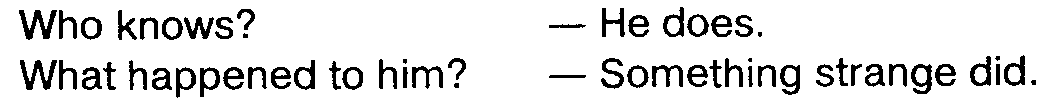 Who knows? — He does.
What happened to him? — Something strange did.